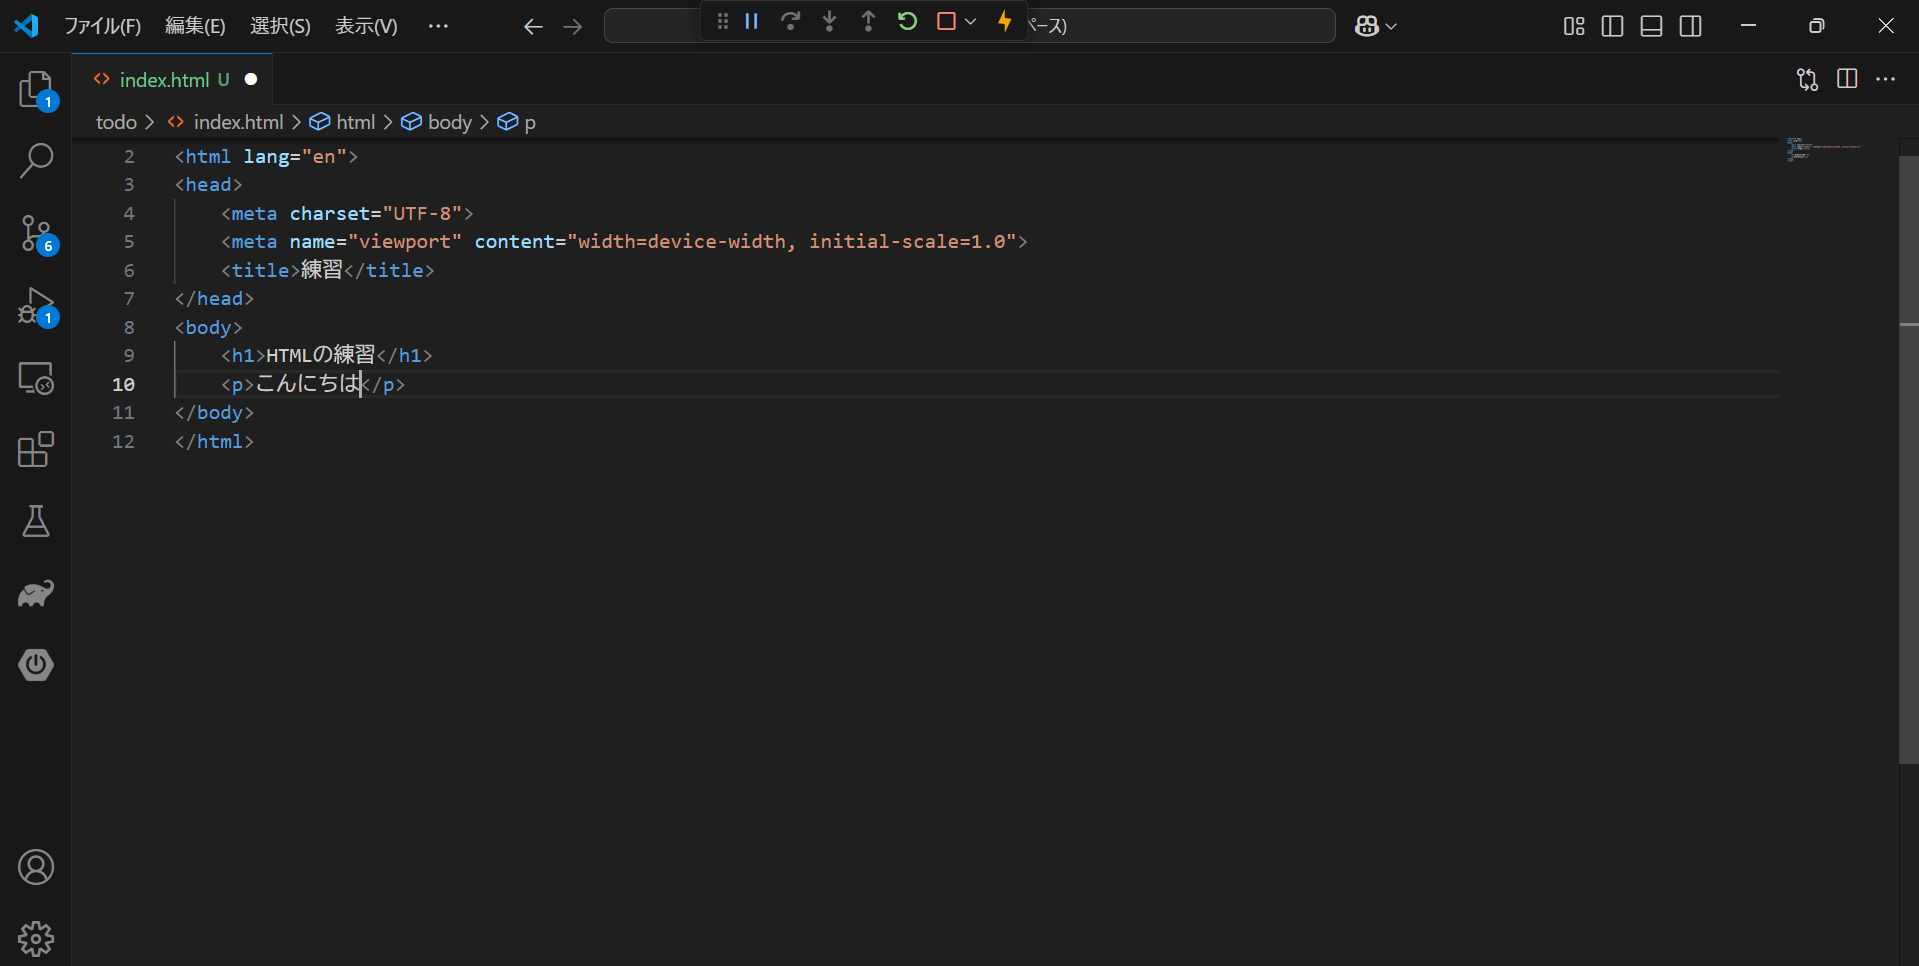 ファイル(F) 編集(E) 選択(S) 表示(V) ペース)
index.html U
todo > index.html > html > body > p
2 <html lang="en">
3 <head>
4 <meta charset="UTF-8">
5 <meta name="viewport" content="width=device-width, initial-scale=1.0">
6 <title>練習</title>
7 </head>
8 <body>
9 <h1>HTMLの練習</h1>
10 <p>こんにちは</p>
11 </body>
12 </html>
1
6
1